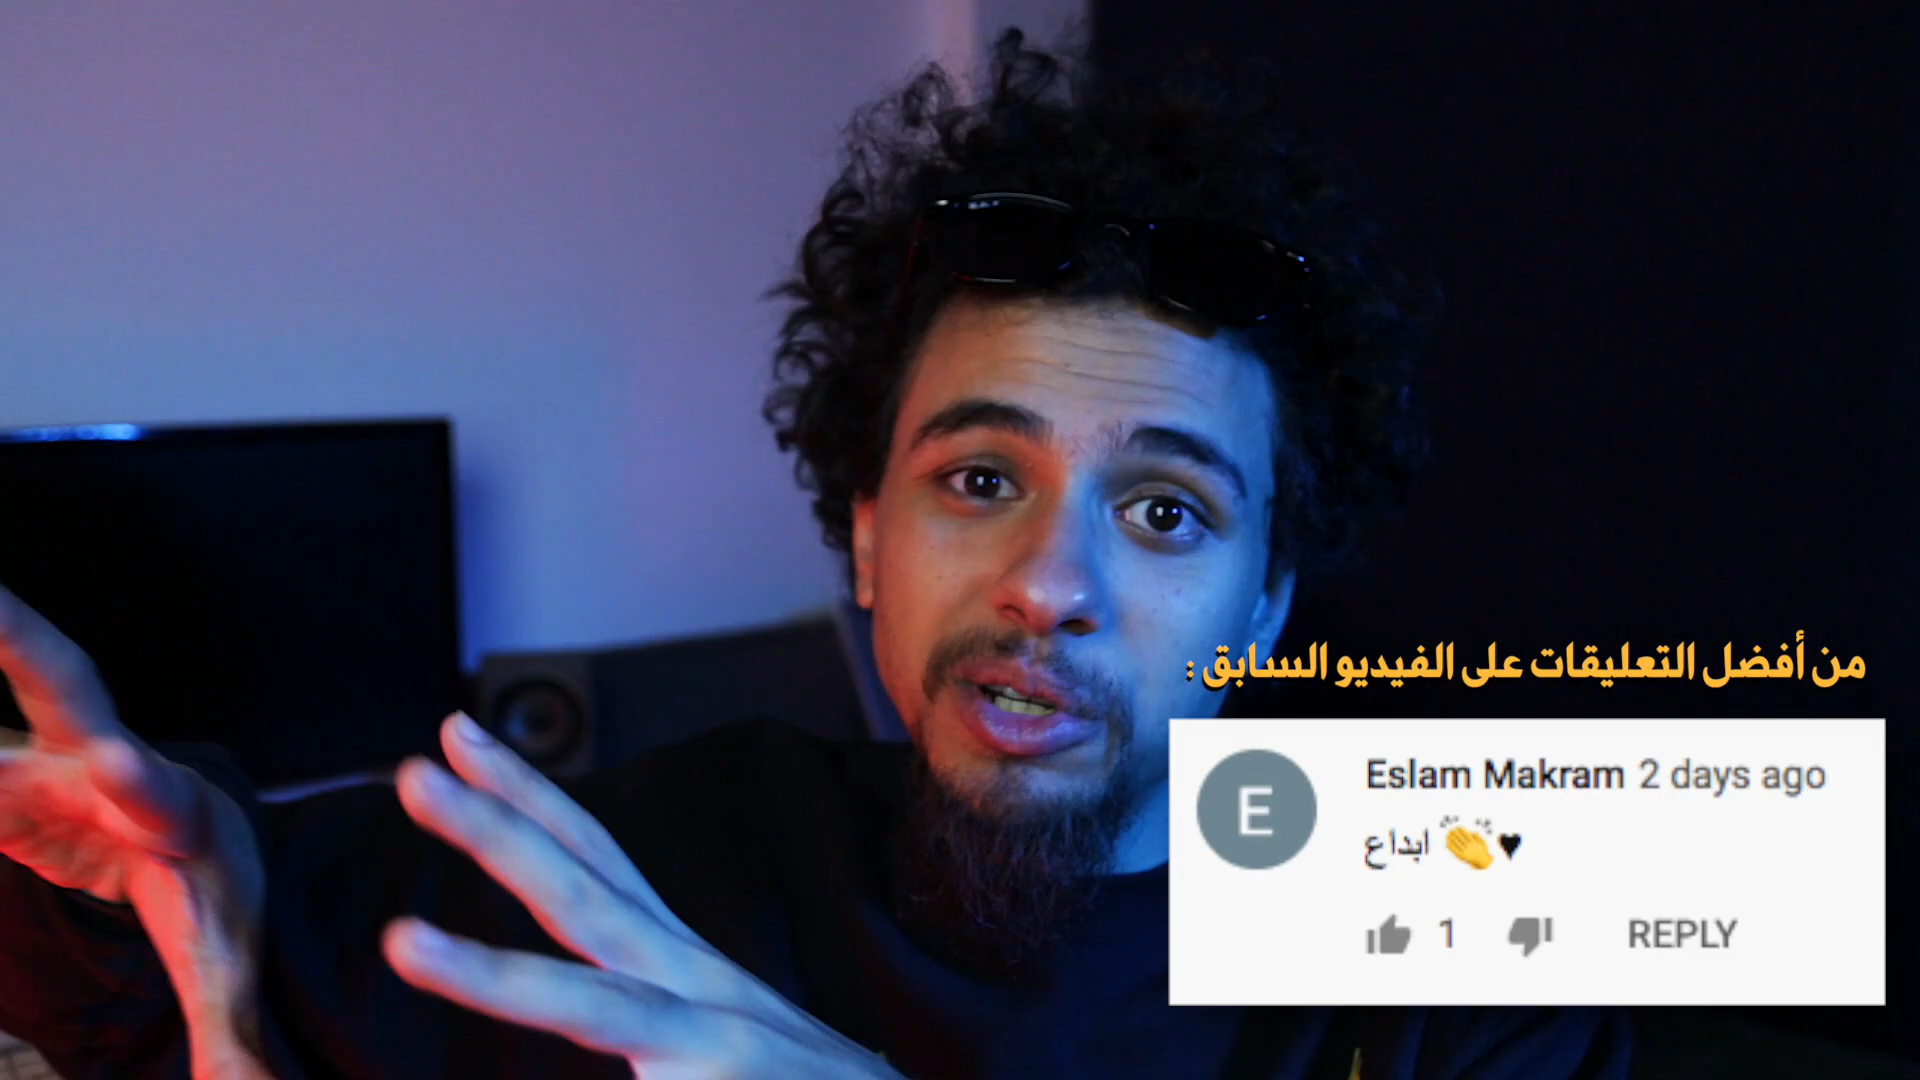 من أفضل التعليقات على الفيديو السابق :
E
Eslam Makram 2 days ago
ابداع 👏♥
1 REPLY